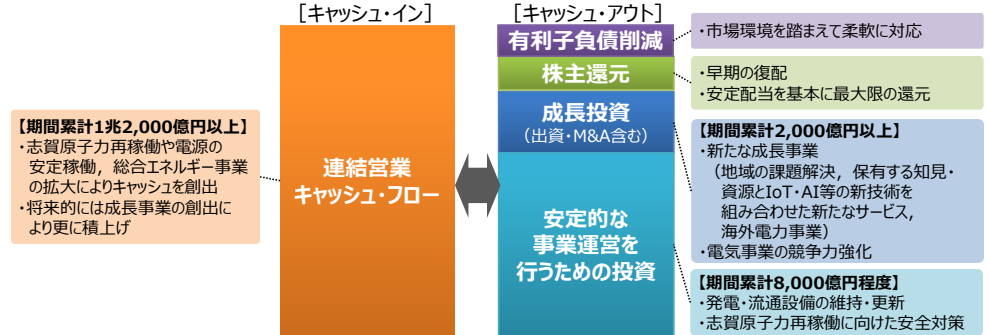 [キャッシュ・イン]
[キャッシュ・アウト]
【期間累計1兆2,000億円以上】
・志賀原子力再稼働や電源の
安定稼働，総合エネルギー事業
の拡大によりキャッシュを創出
・将来的には成長事業の創出に
より更に積上げ
連結営業
キャッシュ・フロー
有利子負債削減
株主還元
成長投資
（出資・M&A含む）
安定的な
事業運営を
行うための投資
・市場環境を踏まえて柔軟に対応
・早期の復配
・安定配当を基本に最大限の還元
【期間累計2,000億円以上】
・新たな成長事業
（地域の課題解決，保有する知見・
資源とIoT・AI等の新技術を
組み合わせた新たなサービス，
海外電力事業）
・電気事業の競争力強化
【期間累計8,000億円程度】
・発電・流通設備の維持・更新
・志賀原子力再稼働に向けた安全対策